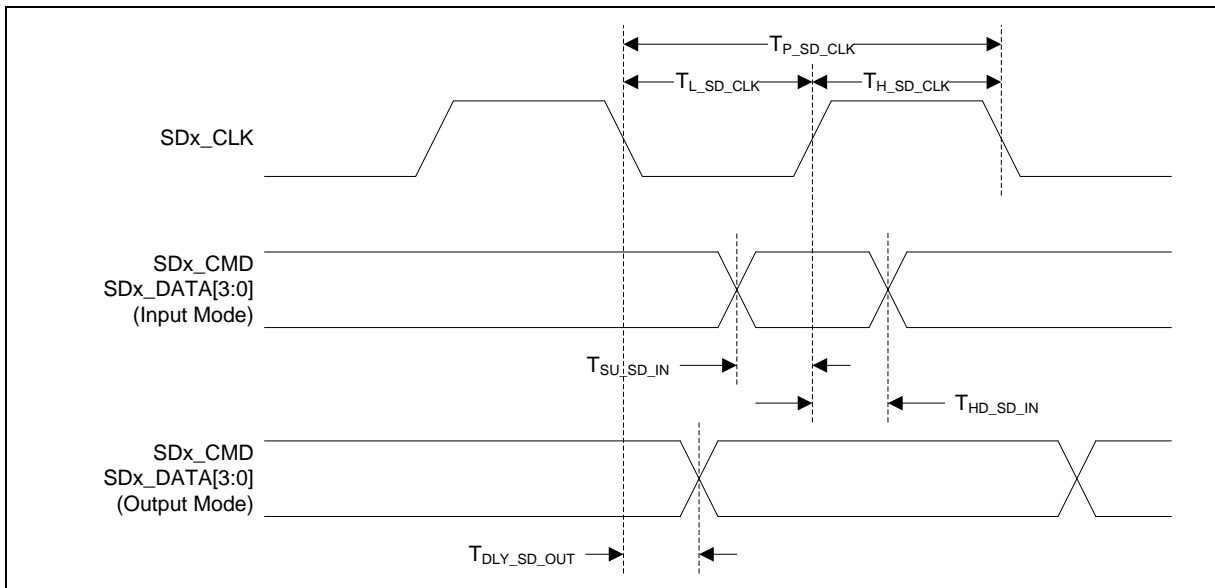 T_P_SD_CLK
T_L_SD_CLK
T_H_SD_CLK
SDx_CLK
SDx_CMD
SDx_DATA[3:0]
(Input Mode)
T_SU_SD_IN
T_HD_SD_IN
SDx_CMD
SDx_DATA[3:0]
(Output Mode)
T_DLY_SD_OUT